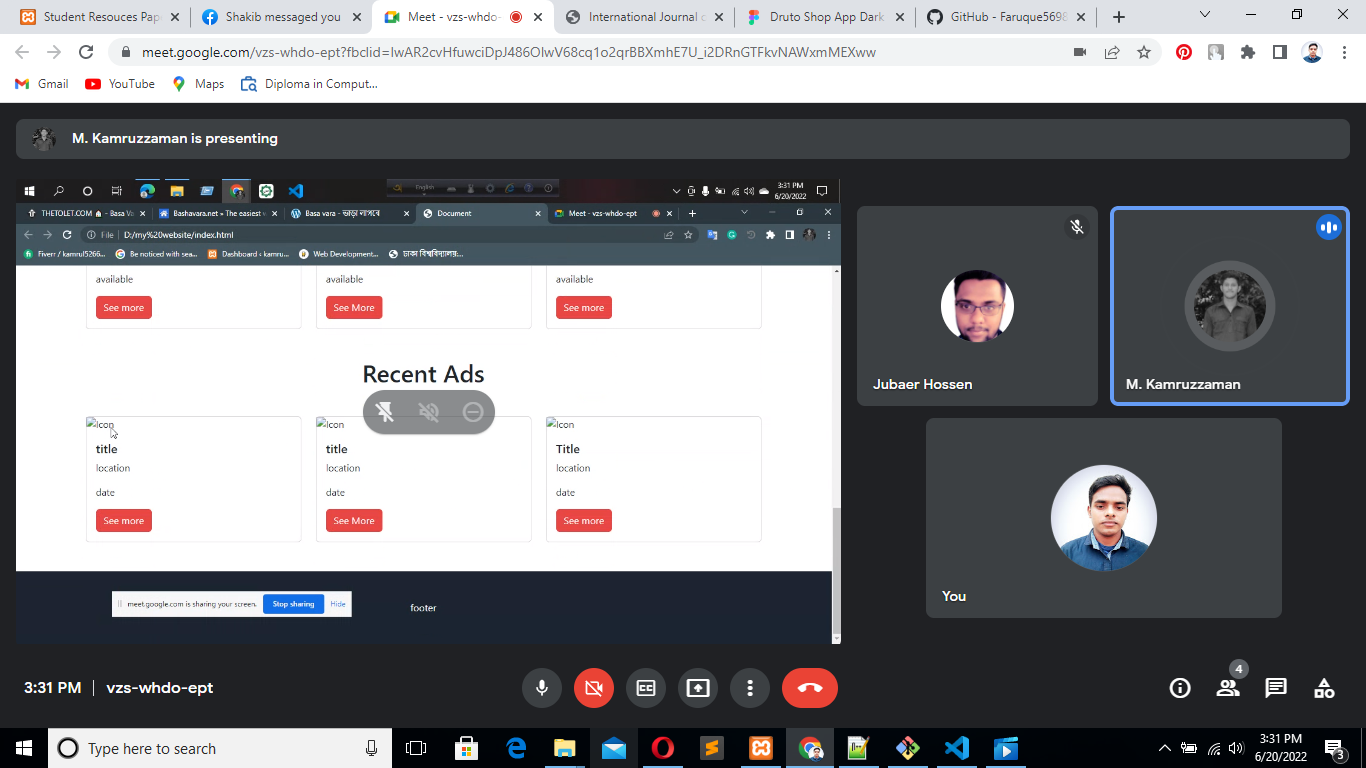 Student Resouces Pap
Shakib messaged you
Meet - vzs-whdo-
International Journal o
Druto Shop App Dark
GitHub - Faruque5698
meet.google.com/vzs-whdo-ept?fbclid=IwAR2cvHfuwciDpJ486OlwV68cq1o2qrBBXmhE7U_i2DRnGTFkvNAWxmMEXww
Gmail
YouTube
Maps
Diploma in Comput...
M. Kamruzzaman is presenting
English
3:31 PM
6/20/2022
THETOLET.COM
- Basa Va
Bashavara.net » The easiest v
Basa vara - ভাড়া লাগবে
Document
Meet - vzs-whdo-ept
File
D:/my%20website/index.html
Fiverr / kamrul5266...
Be noticed with sea...
Dashboard ‹ kamru...
Web Development...
ঢাকা বিশ্ববিদ্যালয়:...
available
available
available
See more
See More
See more
Recent Ads
Icon
Icon
Icon
title
title
Title
location
location
location
date
date
date
See more
See More
See more
meet.google.com is sharing your screen.
Stop sharing
Hide
footer
Jubaer Hossen
M. Kamruzzaman
You
3:31 PM
vzs-whdo-ept
4
Type here to search
3:31 PM
6/20/2022
3